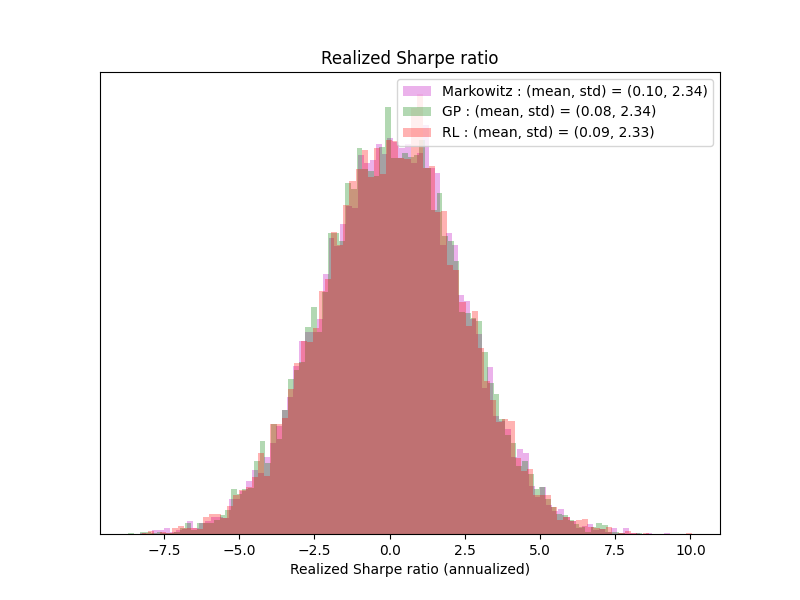 Realized Sharpe ratio
Markowitz : (mean, std) = (0.10, 2.34)
GP : (mean, std) = (0.08, 2.34)
RL : (mean, std) = (0.09, 2.33)
−7.5 −5.0 −2.5 0.0 2.5 5.0 7.5 10.0
Realized Sharpe ratio (annualized)